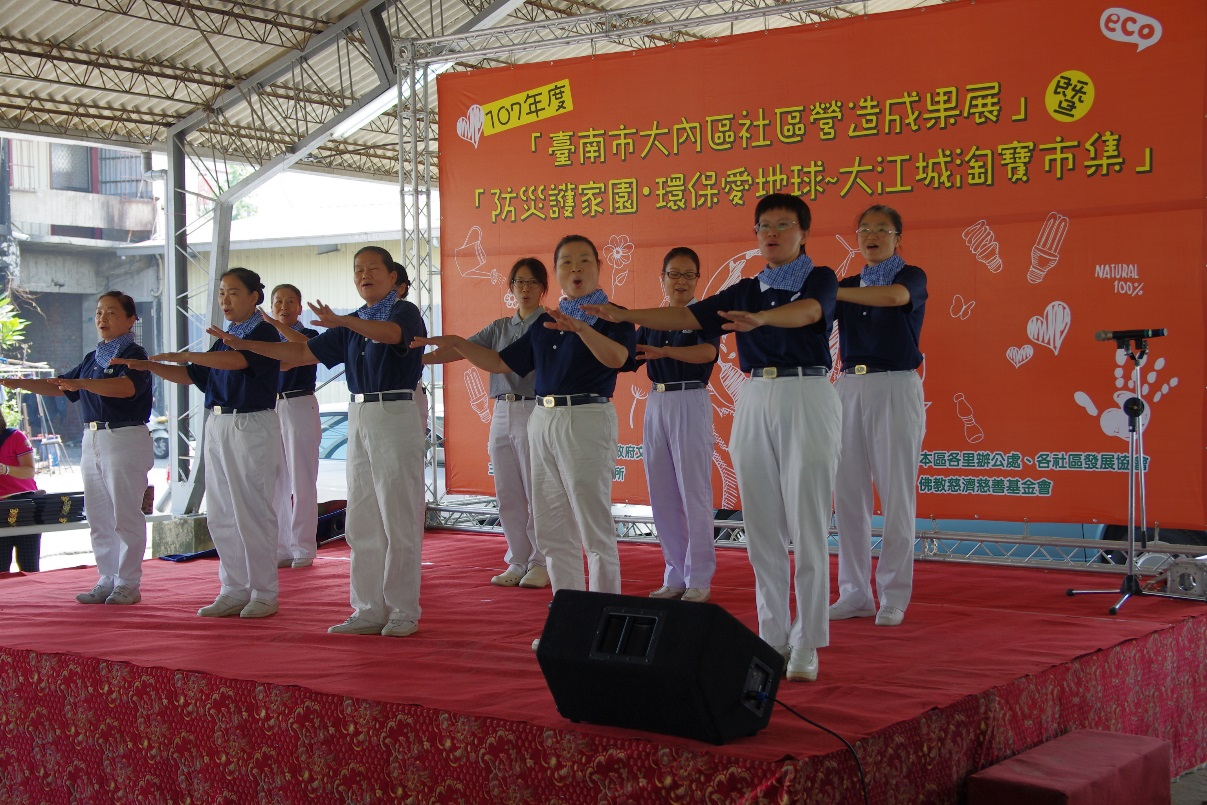 eco
107年度
「臺南市大內區社區營造成果展」暨
「防災護家園・環保愛地球~大江城淘寶市集」
NATURAL
100%
本區各里辦公處、各社區發展協會
佛教慈濟慈善基金會